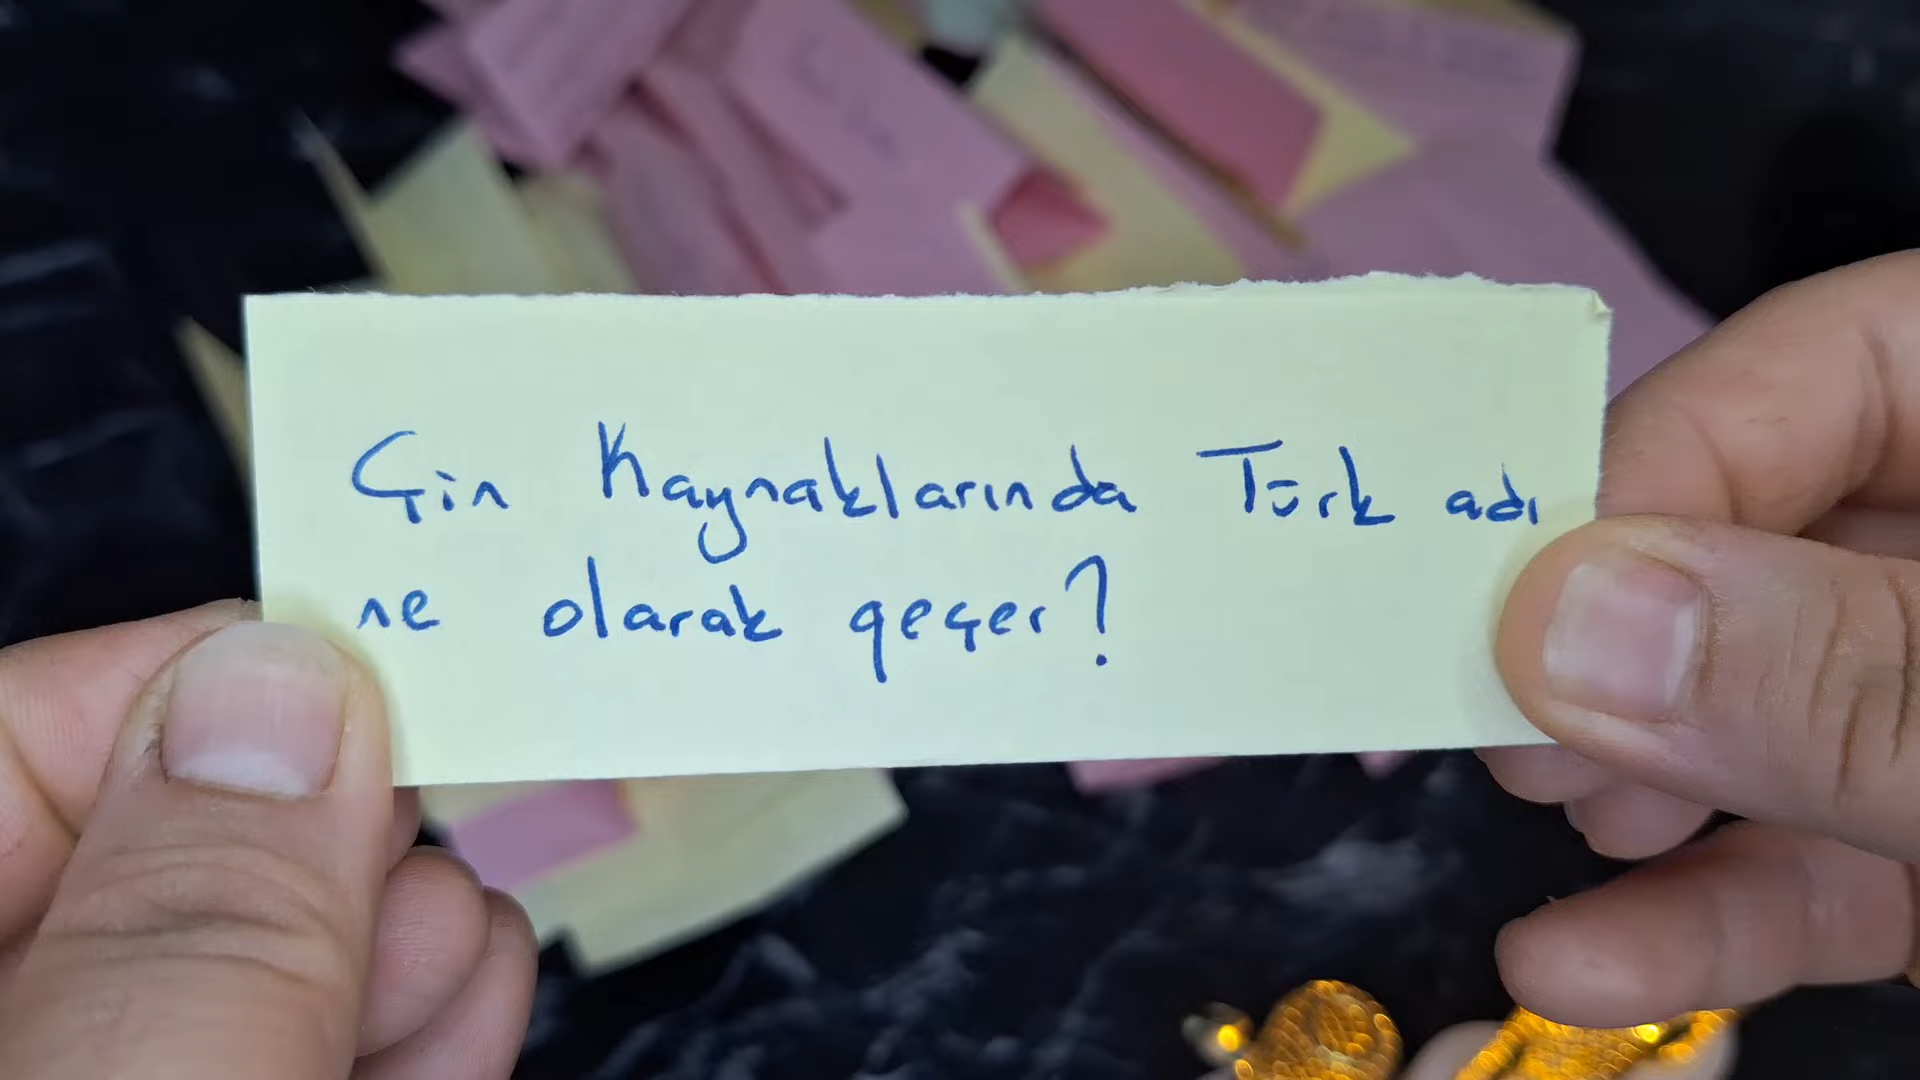 Çin Kaynaklarında Türk adı
ne olarak geçer?